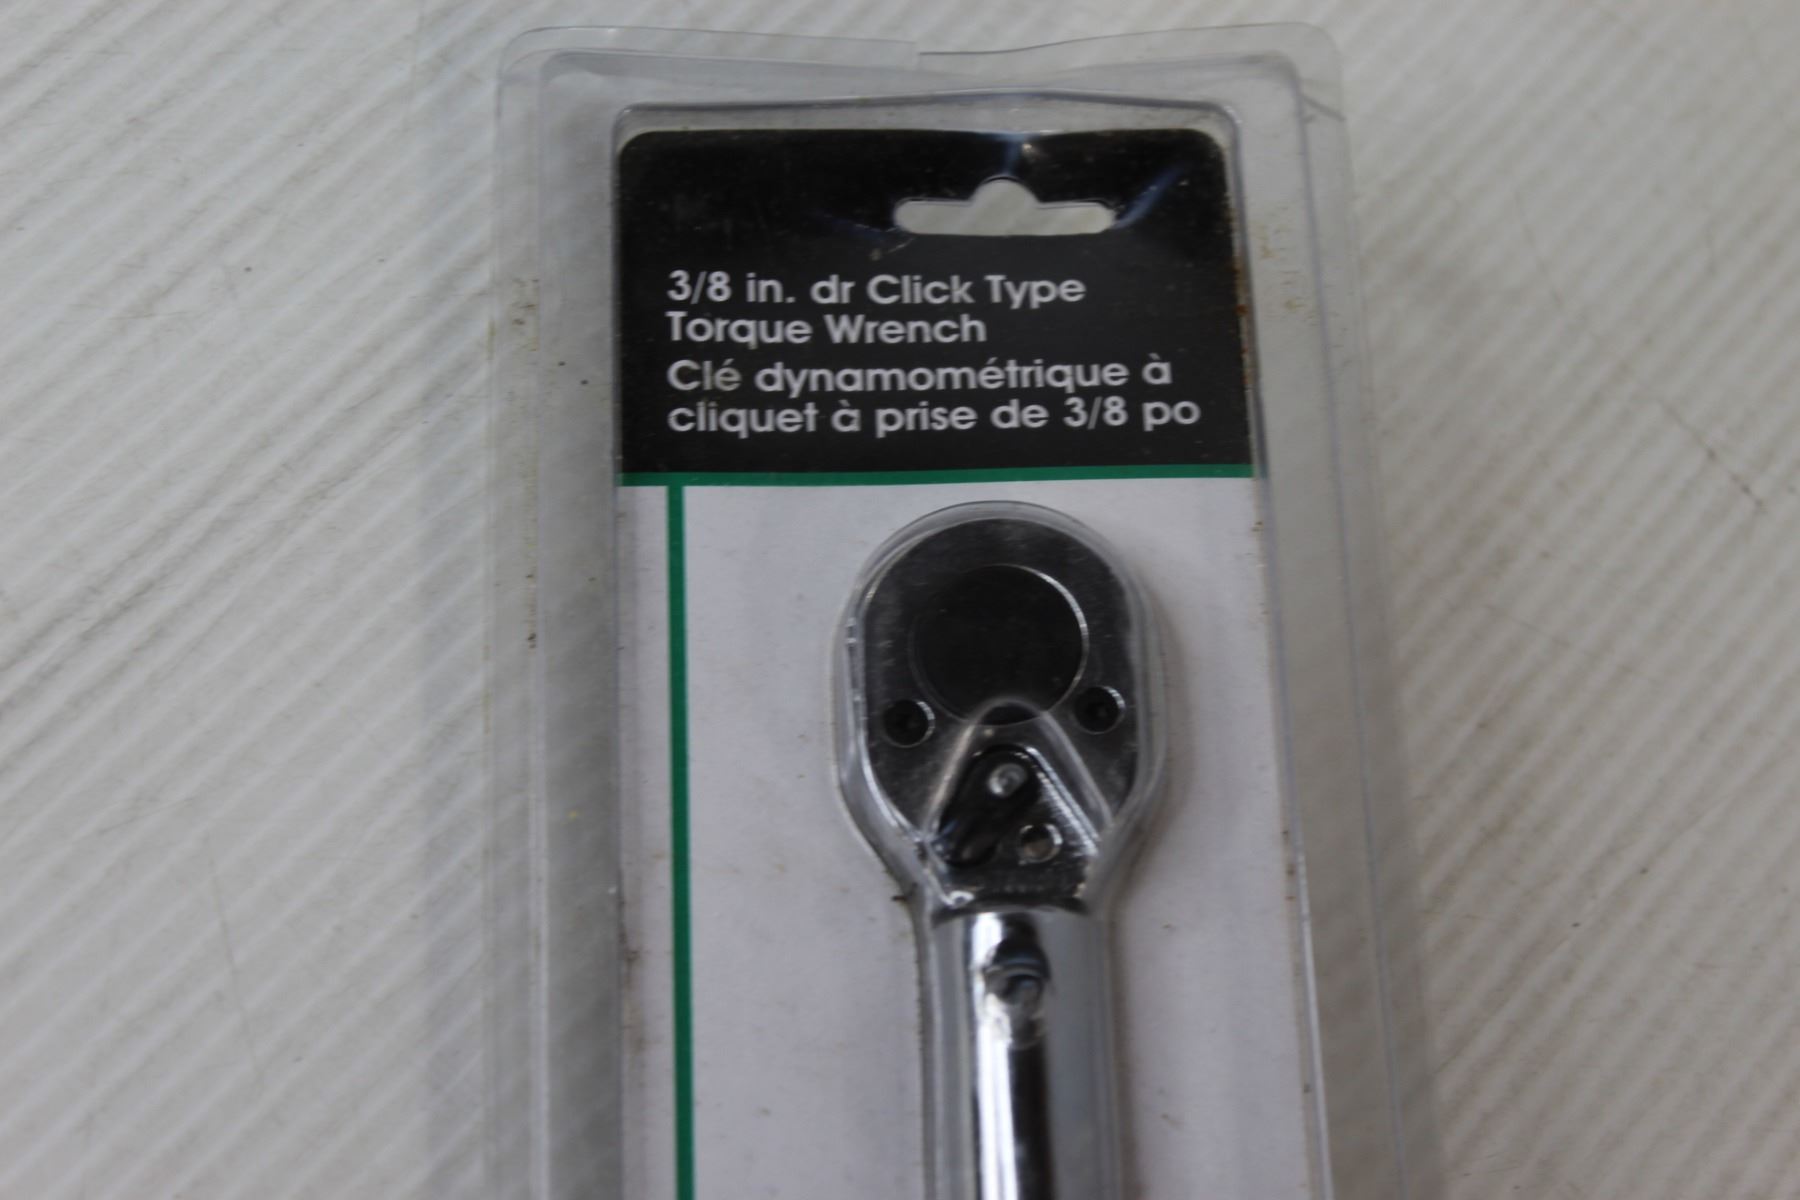 3/8 in. dr Click Type
Torque Wrench
Clé dynamométrique à
cliquet à prise de 3/8 po